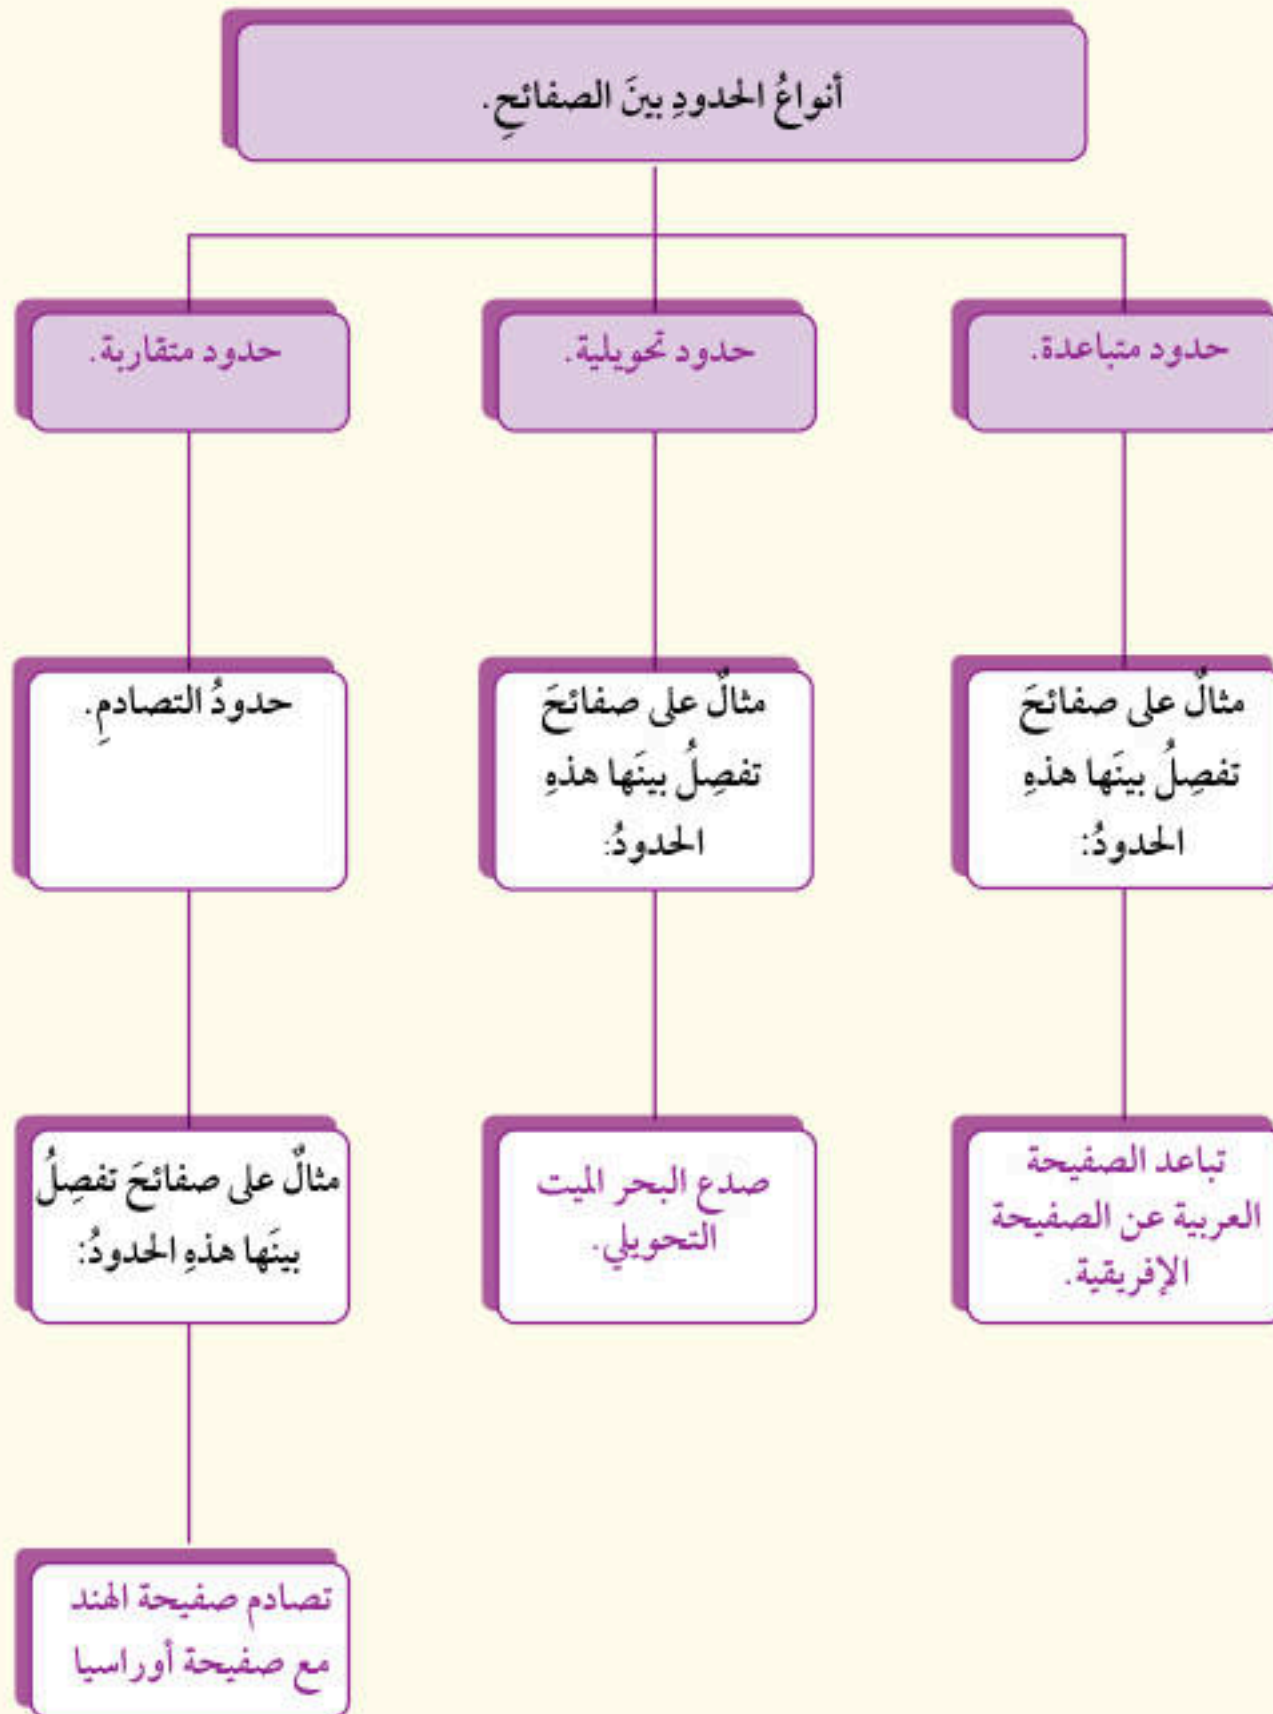 أنواعُ الحدودِ بينَ الصفائحِ.
حدود متباعدة.
حدود تحويلية.
حدود متقاربة.
مثالٌ على صفائحَ
تفصِلُ بينَها هذهِ
الحدودُ:
مثالٌ على صفائحَ
تفصِلُ بينَها هذهِ
الحدودُ:
حدودُ التصادمِ.
تباعد الصفيحة
العربية عن الصفيحة
الإفريقية.
صدع البحر الميت
التحويلي.
مثالٌ على صفائحَ تفصِلُ
بينَها هذهِ الحدودُ:
تصادم صفيحة الهند
مع صفيحة أوراسيا